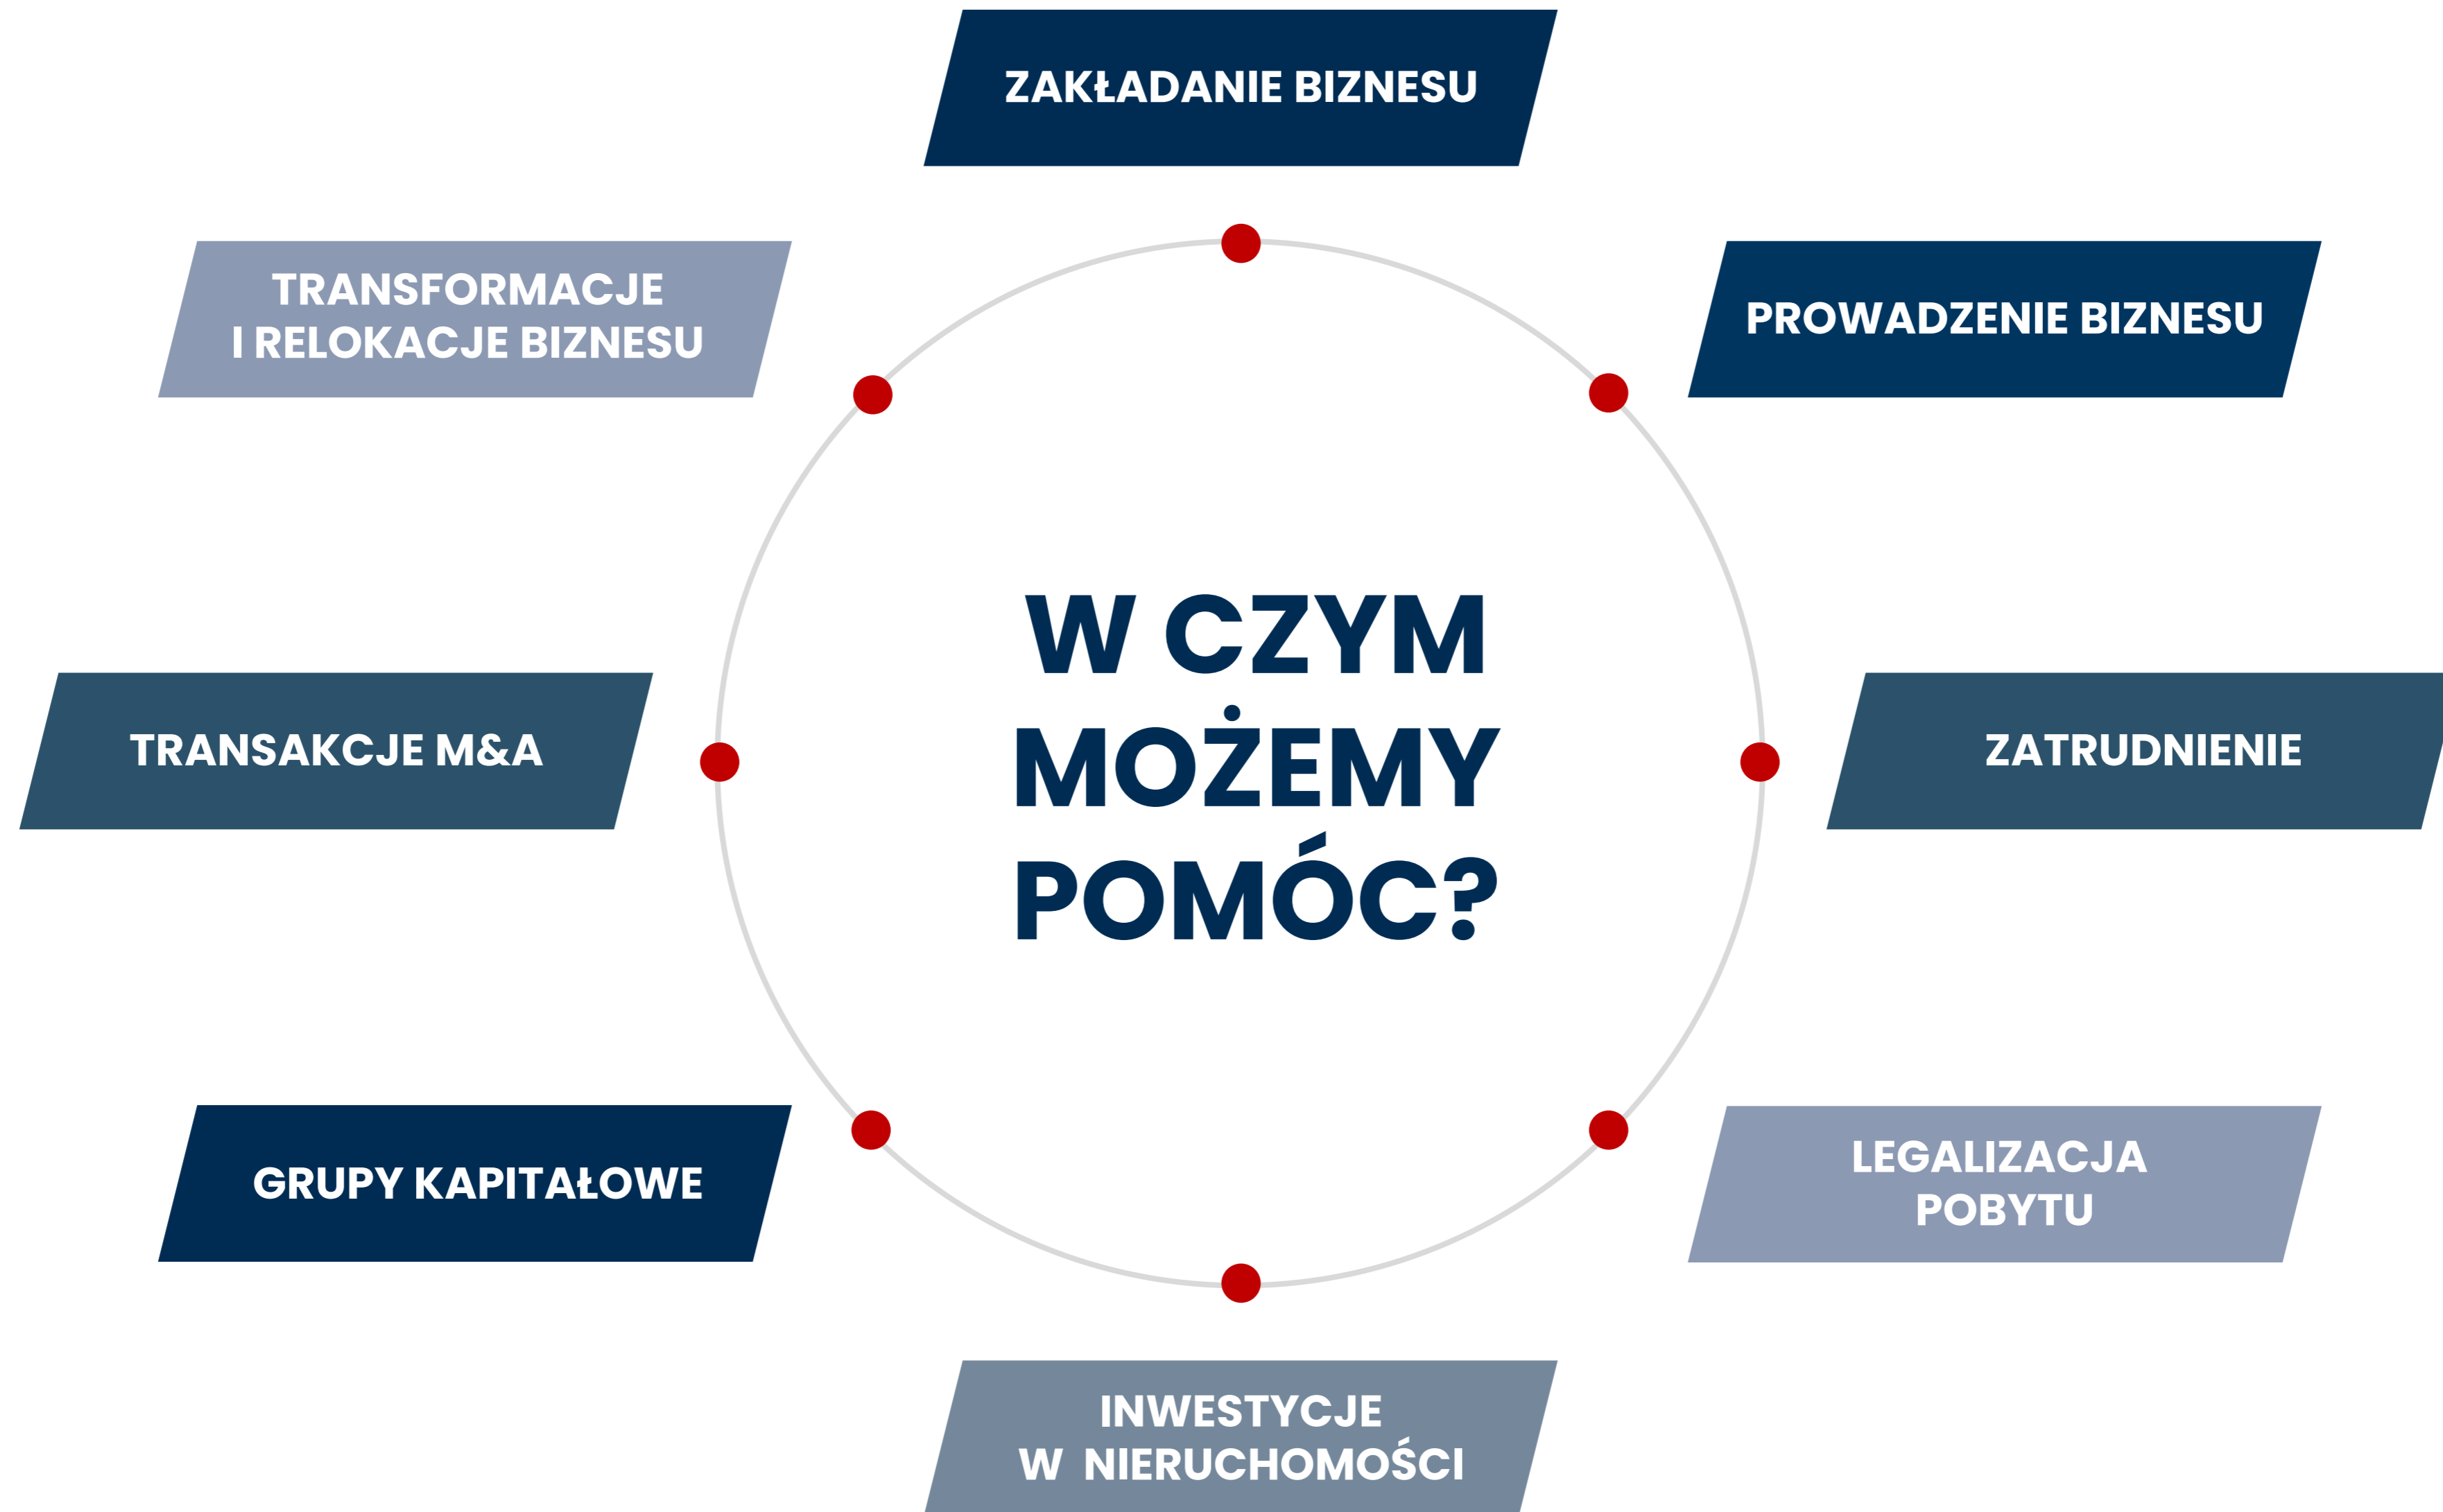 ZAKŁADANIE BIZNESU
TRANSFORMACJE
I RELOKACJE BIZNESU
PROWADZENIE BIZNESU
W CZYM
MOŻEMY
POMÓC?
TRANSAKCJE M&A
ZATRUDNIENIE
GRUPY KAPITAŁOWE
LEGALIZACJA
POBYTU
INWESTYCJE
W NIERUCHOMOŚCI